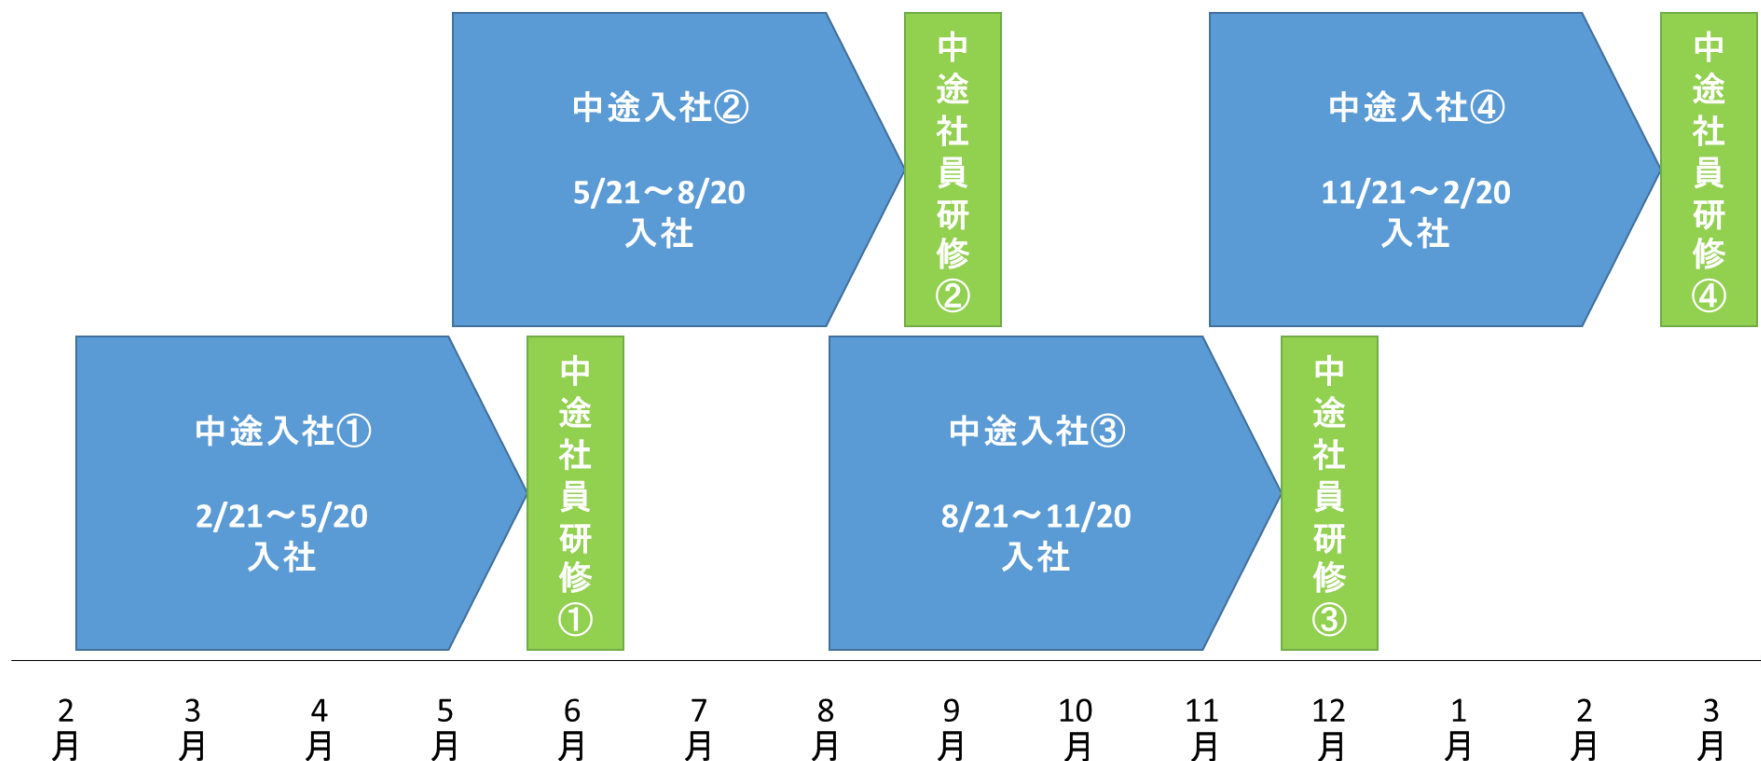 中途入社②
5/21～8/20
入社
中途社員研修②
中途入社④
11/21～2/20
入社
中途社員研修④
中途入社①
2/21～5/20
入社
中途社員研修①
中途入社③
8/21～11/20
入社
中途社員研修③
2月
3月
4月
5月
6月
7月
8月
9月
10月
11月
12月
1月
2月
3月